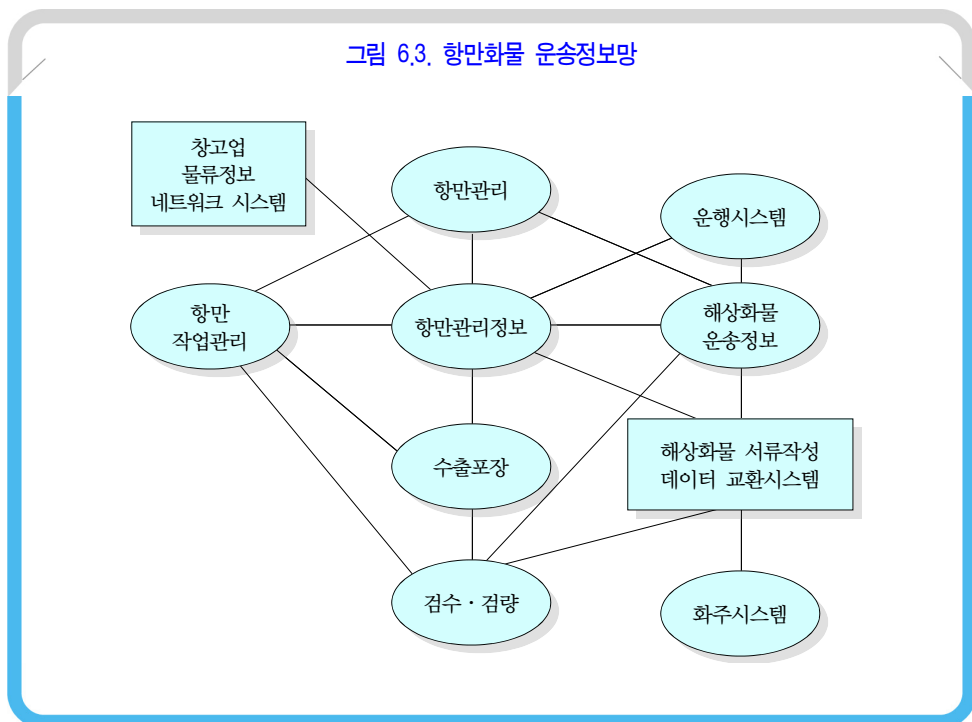 그림 6.3. 항만화물 운송정보망
창고업
물류정보
네트워크 시스템
항만관리
운행시스템
항만
작업관리
항만관리정보
해상화물
운송정보
수출포장
해상화물 서류작성
데이터 교환시스템
검수 · 검량
화주시스템